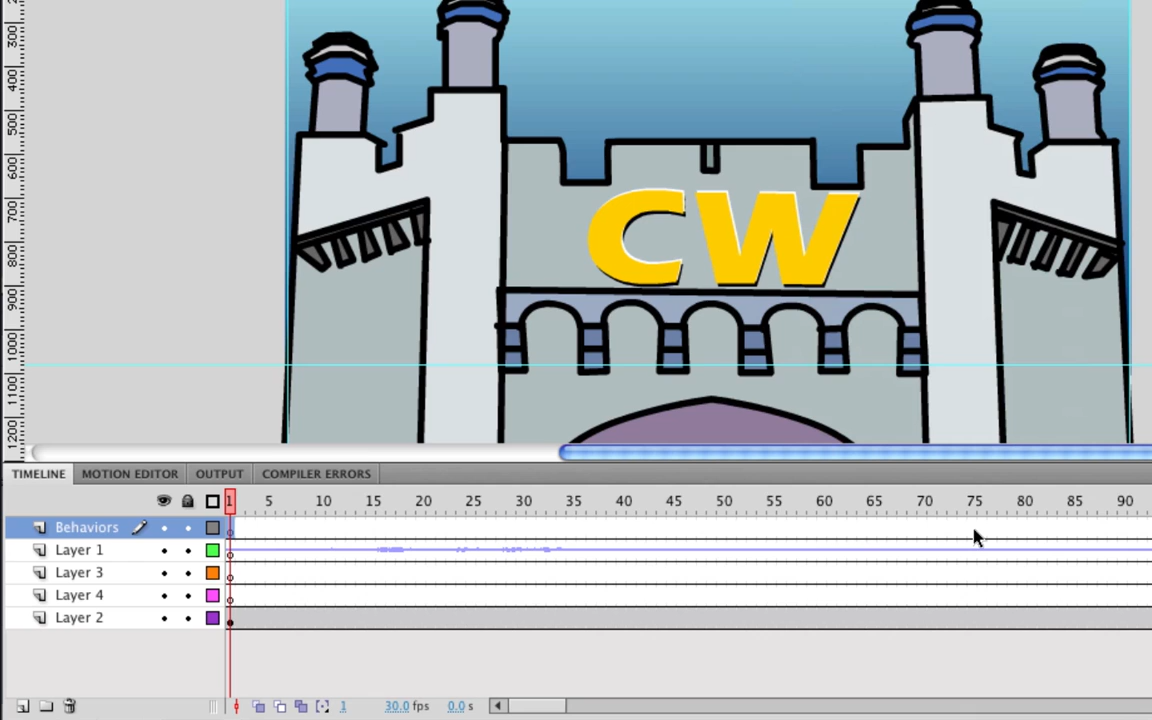 300
400
500
600
700
800
900
1000
1100
1200
CW
TIMELINE MOTION EDITOR OUTPUT COMPILER ERRORS
1 5 10 15 20 25 30 35 40 45 50 55 60 65 70 75 80 85 90
Behaviors
Layer 1
Layer 3
Layer 4
Layer 2
1 30.0 fps 0.0 s